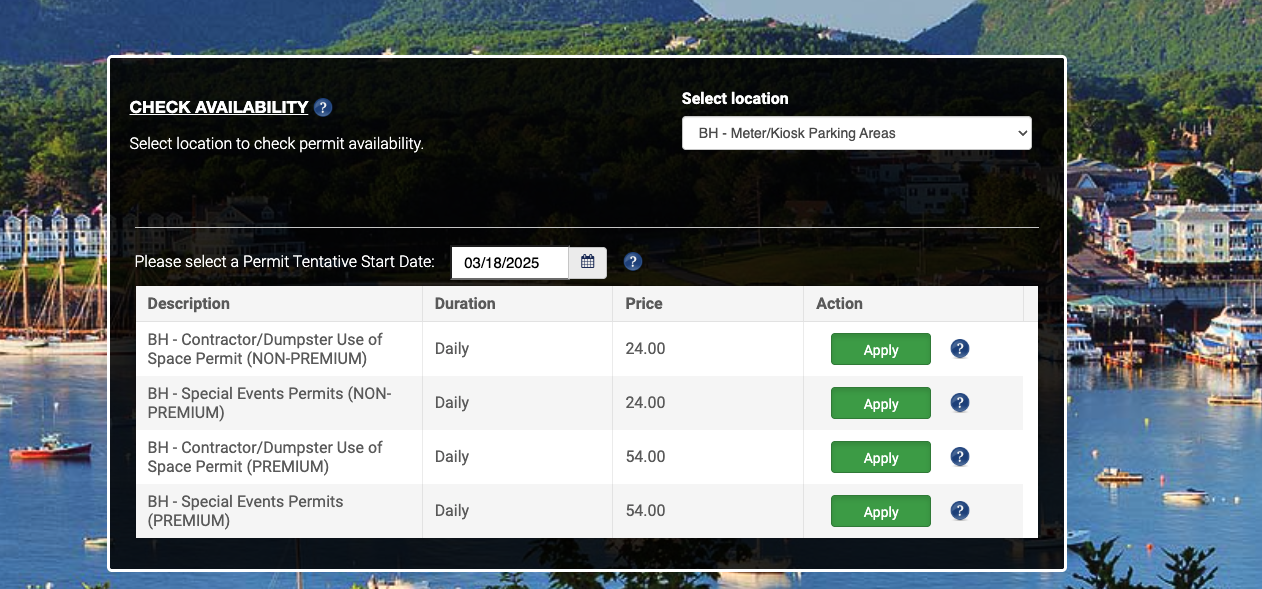 CHECK AVAILABILITY ?
Select location
BH - Meter/Kiosk Parking Areas
Select location to check permit availability.
Please select a Permit Tentative Start Date: 03/18/2025 ?
Description Duration Price Action
BH - Contractor/Dumpster Use of
Space Permit (NON-PREMIUM)
Daily 24.00 Apply ?
BH - Special Events Permits (NON-
PREMIUM)
Daily 24.00 Apply ?
BH - Contractor/Dumpster Use of
Space Permit (PREMIUM)
Daily 54.00 Apply ?
BH - Special Events Permits
(PREMIUM)
Daily 54.00 Apply ?